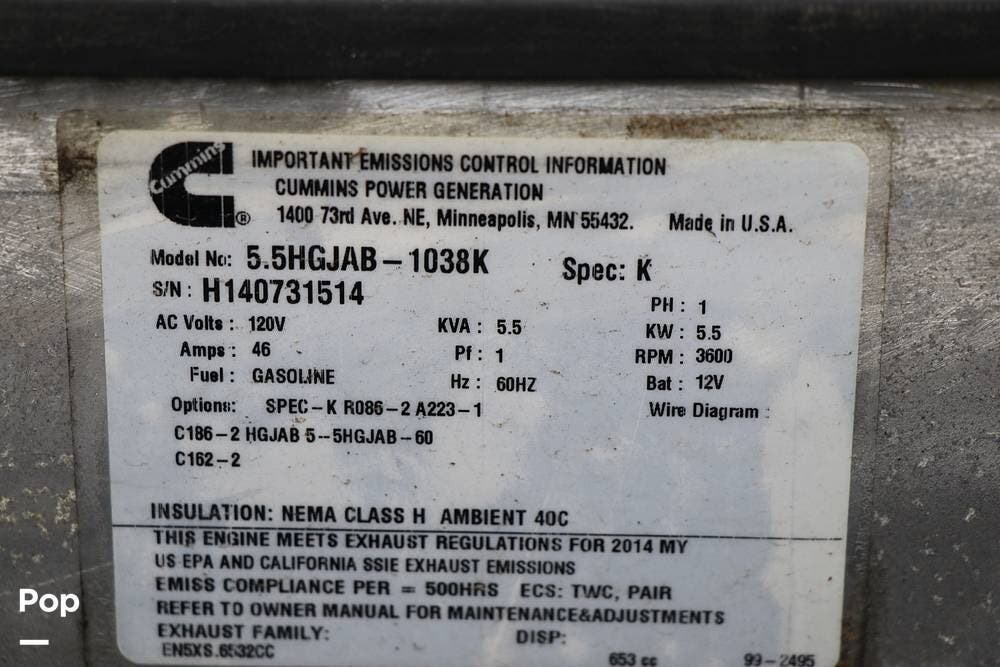 Cummins
®
IMPORTANT EMISSIONS CONTROL INFORMATION
CUMMINS POWER GENERATION
1400 73rd Ave. NE, Minneapolis, MN 55432. Made in U.S.A.
Model No: 5.5HGJAB-1038K Spec: K
S/N: H140731514
PH: 1
AC Volts: 120V KVA: 5.5 KW: 5.5
Amps: 46 Pf: 1 RPM: 3600
Fuel: GASOLINE Hz: 60HZ Bat: 12V
Options: SPEC-K R086-2 A223-1 Wire Diagram:
C186-2 HGJAB 5-5HGJAB-60
C162-2
INSULATION: NEMA CLASS H AMBIENT 40C
THIS ENGINE MEETS EXHAUST REGULATIONS FOR 2014 MY
US EPA AND CALIFORNIA SSIE EXHAUST EMISSIONS
EMISS COMPLIANCE PER = 500HRS ECS: TWC, PAIR
REFER TO OWNER MANUAL FOR MAINTENANCE&ADJUSTMENTS
EXHAUST FAMILY: DISP:
EN5XS.6532CC 653 cc 99-2495
Pop